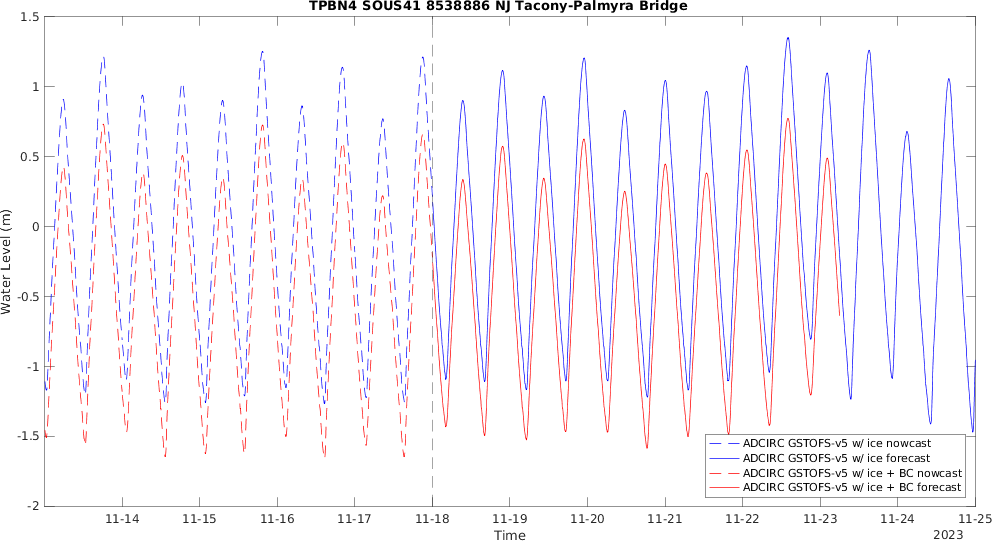 TPBN4 SOUS41 8538886 NJ Tacony-Palmyra Bridge
1.5
1
0.5
0
-0.5
-1
-1.5
-2
Water Level (m)
ADCIRC GSTOFS-v5 w/ ice nowcast
ADCIRC GSTOFS-v5 w/ ice forecast
ADCIRC GSTOFS-v5 w/ ice + BC nowcast
ADCIRC GSTOFS-v5 w/ ice + BC forecast
11-14 11-15 11-16 11-17 11-18 11-19 11-20 11-21 11-22 11-23 11-24 11-25
Time
2023